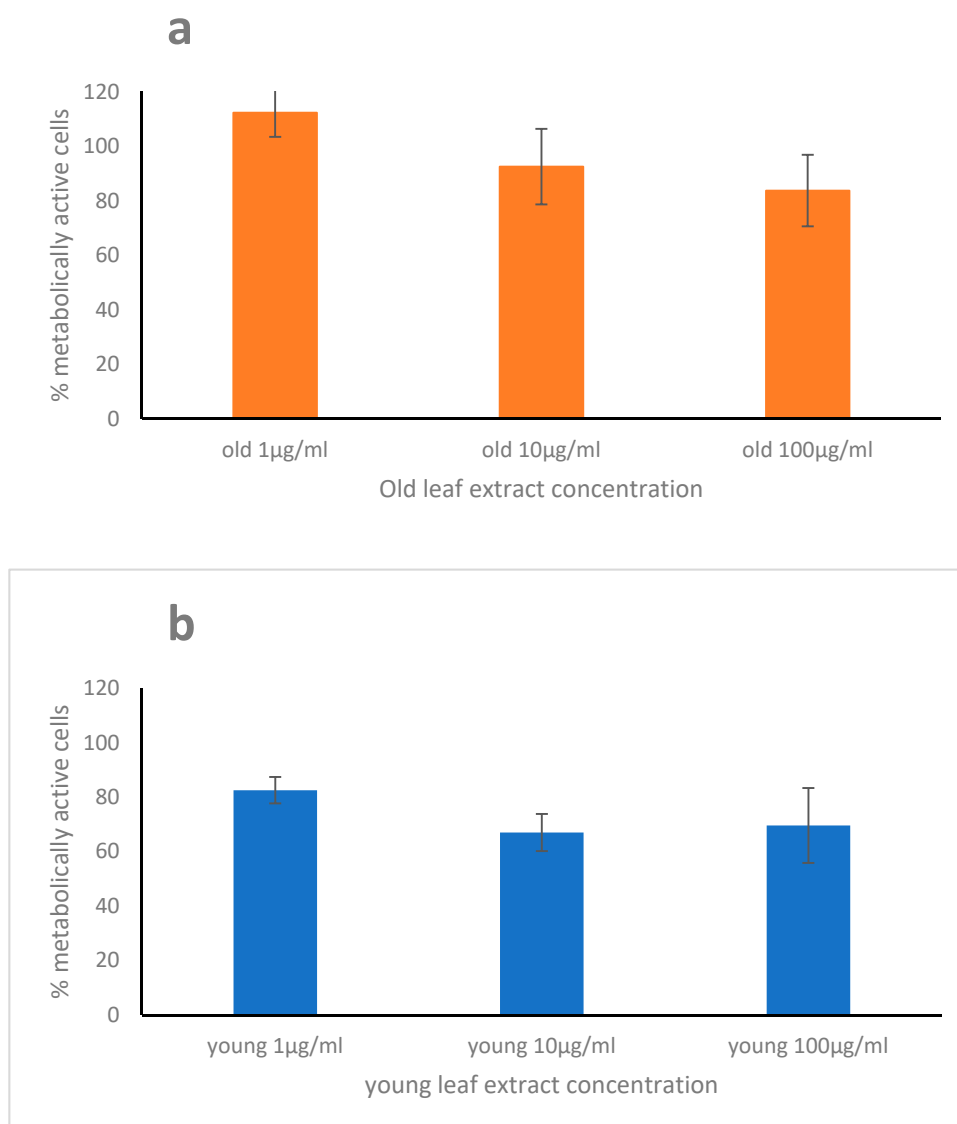 a
% metabolically active cells
120
100
80
60
40
20
0
old 1µg/ml old 10µg/ml old 100µg/ml
Old leaf extract concentration
b
% metabolically active cells
120
100
80
60
40
20
0
young 1µg/ml young 10µg/ml young 100µg/ml
young leaf extract concentration